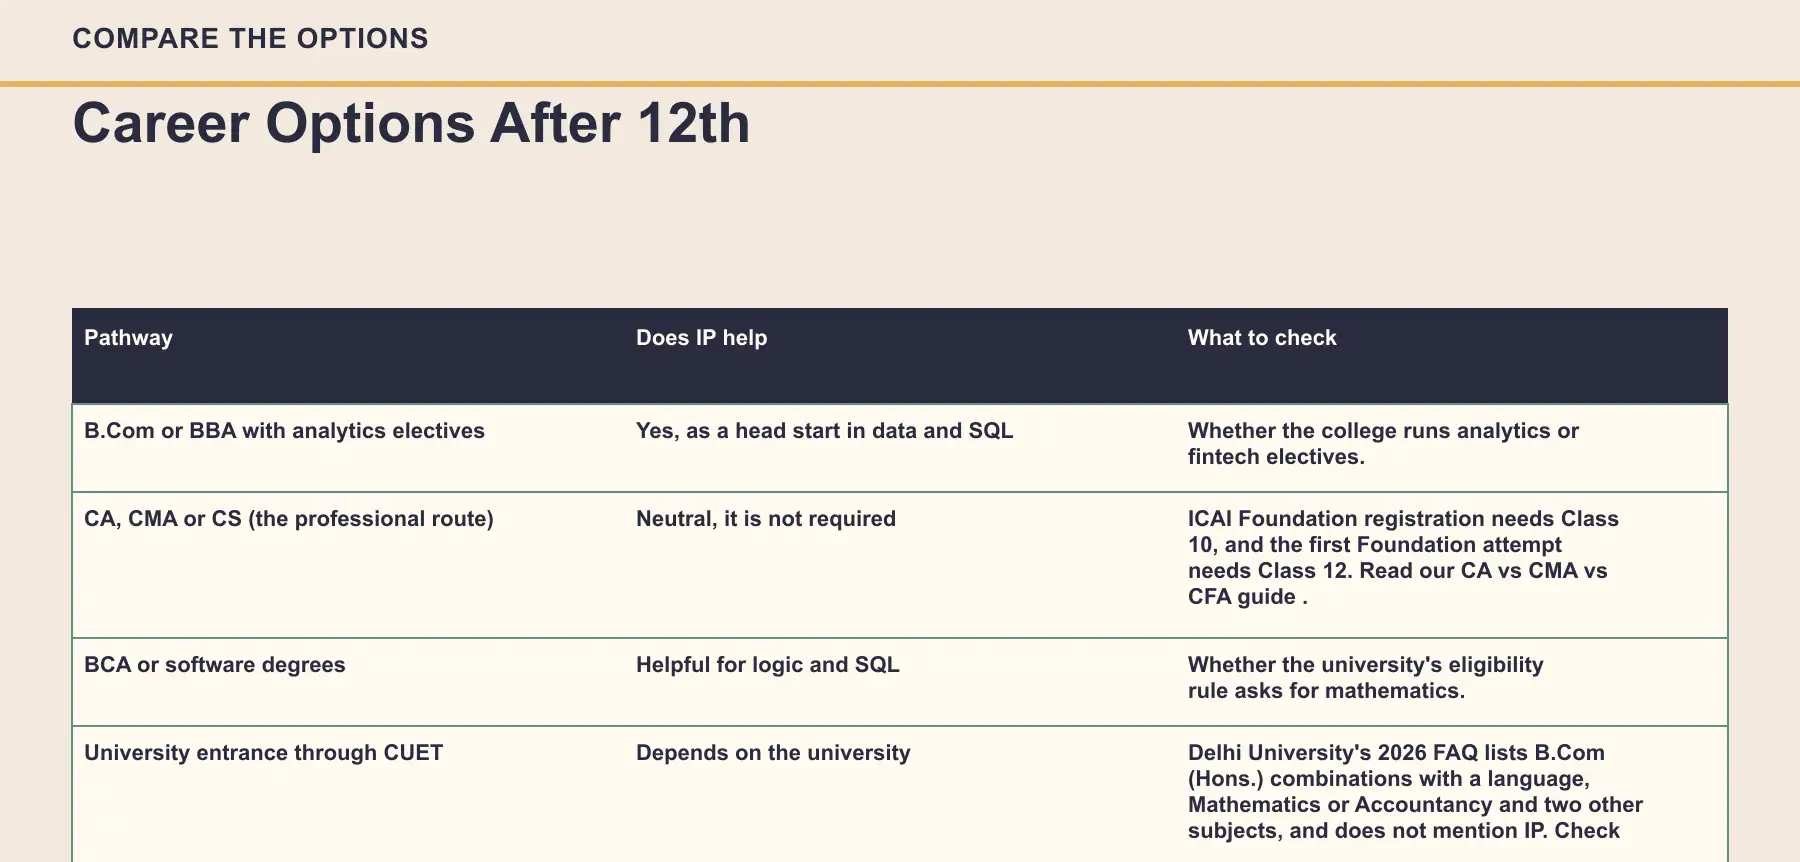 COMPARE THE OPTIONS
Career Options After 12th
Pathway
Does IP help
What to check
B.Com or BBA with analytics electives
Yes, as a head start in data and SQL
Whether the college runs analytics or
fintech electives.
CA, CMA or CS (the professional route)
Neutral, it is not required
ICAI Foundation registration needs Class
10, and the first Foundation attempt
needs Class 12. Read our CA vs CMA vs
CFA guide .
BCA or software degrees
Helpful for logic and SQL
Whether the university's eligibility
rule asks for mathematics.
University entrance through CUET
Depends on the university
Delhi University's 2026 FAQ lists B.Com
(Hons.) combinations with a language,
Mathematics or Accountancy and two other
subjects, and does not mention IP. Check